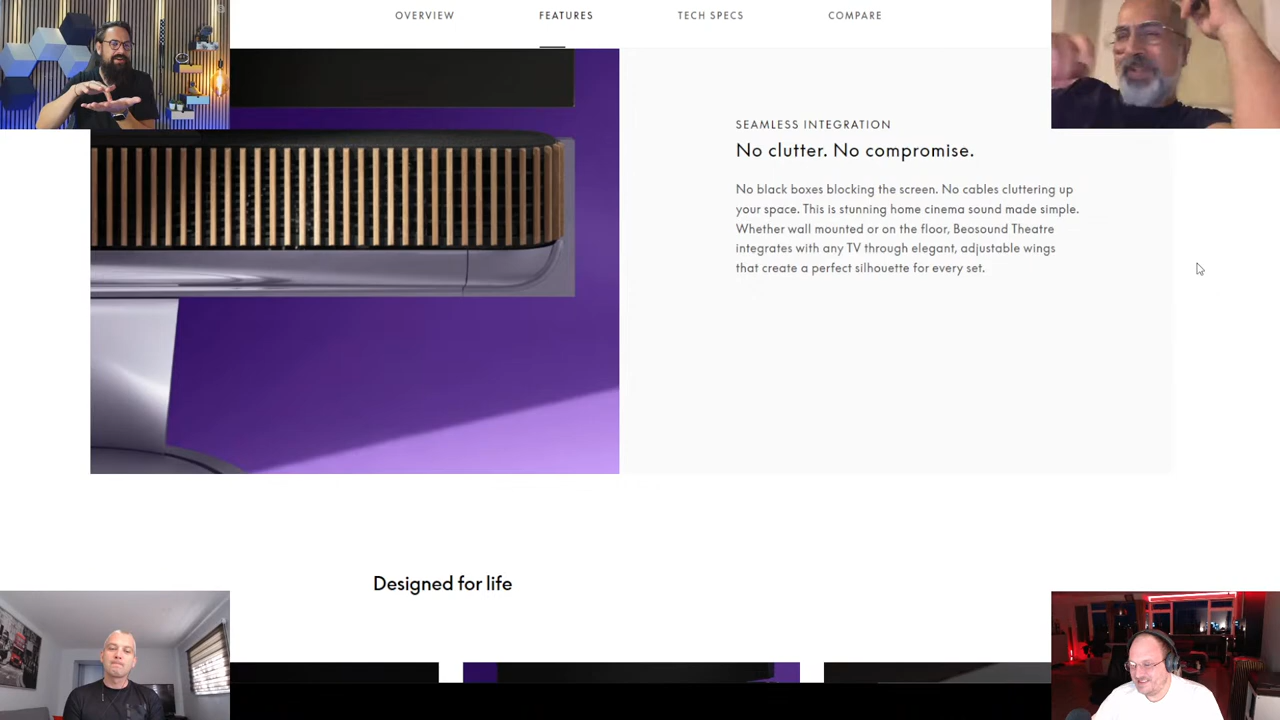 OVERVIEW
FEATURES
TECH SPECS
COMPARE
SEAMLESS INTEGRATION
No clutter. No compromise.
No black boxes blocking the screen. No cables cluttering up
your space. This is stunning home cinema sound made simple.
Whether wall mounted or on the floor, Beosound Theatre
integrates with any TV through elegant, adjustable wings
that create a perfect silhouette for every set.
Designed for life